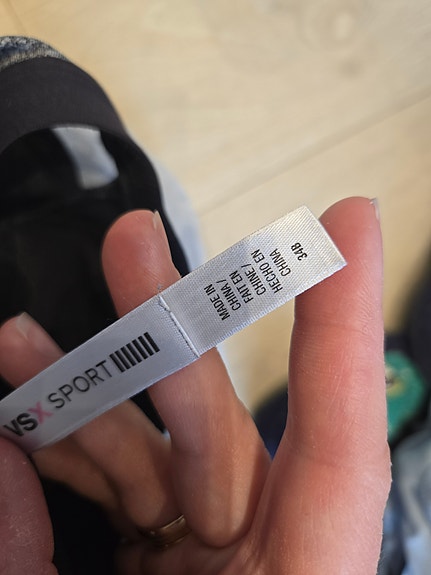 VSX SPORT
MADE IN
CHINA/
FAIT EN
CHINE/
HECHO EN
CHINA
34B